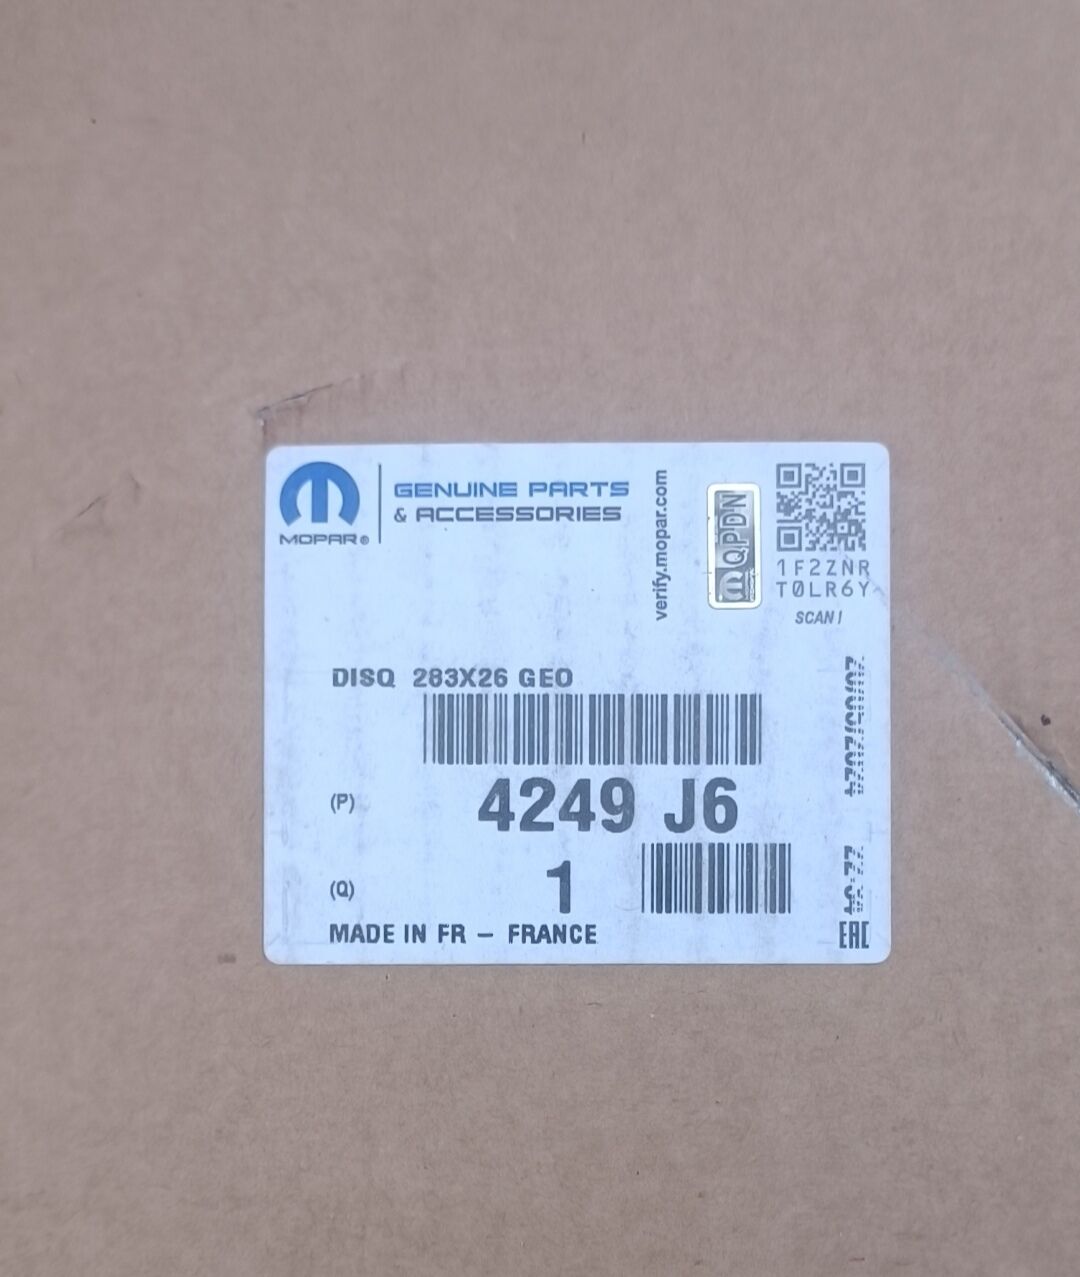 MOPAR®
GENUINE PARTS
& ACCESSORIES
verify.mopar.com
QPDN
1F2ZNR
T0LR6Y
SCAN!
DISQ 283X26 GEO
(P)
4249 J6
(Q)
1
MADE IN FR – FRANCE
EAC